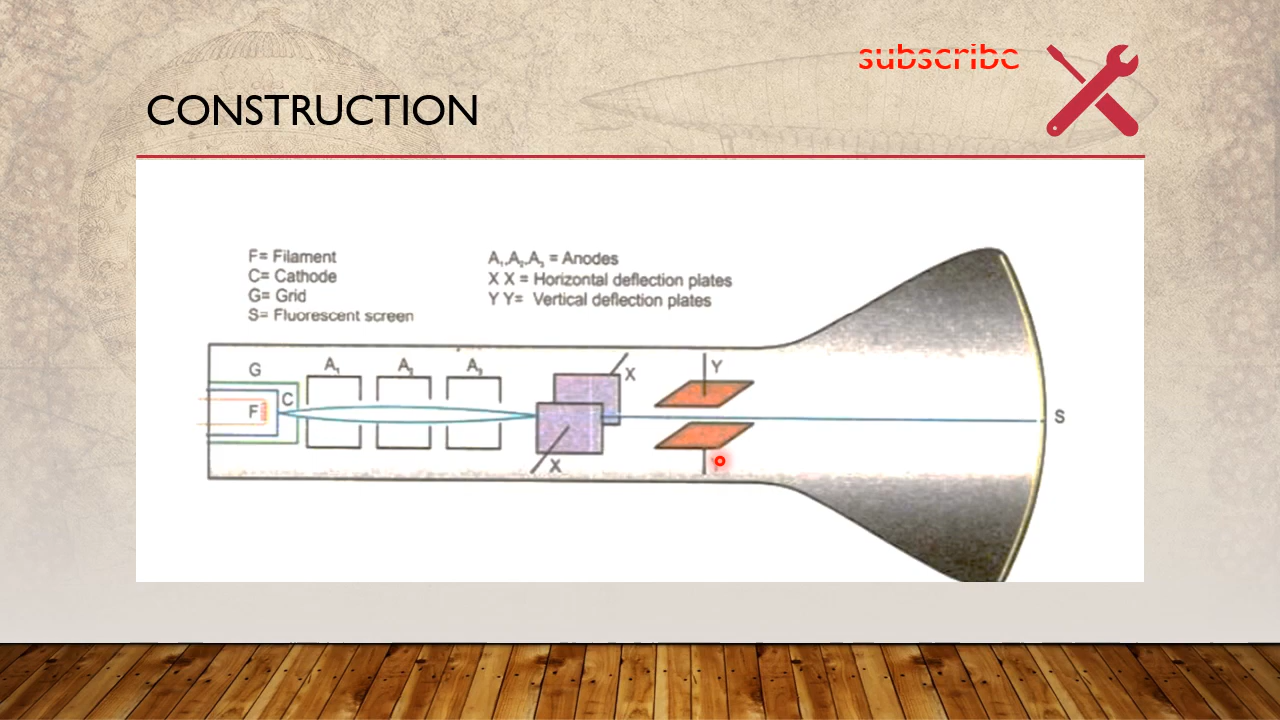 subscribe
CONSTRUCTION
F= Filament
C= Cathode
G= Grid
S= Fluorescent screen
A₁,A₂,A₃ = Anodes
X X = Horizontal deflection plates
Y Y= Vertical deflection plates
G
A₁
A₂
A₃
X
Y
C
F
S
X